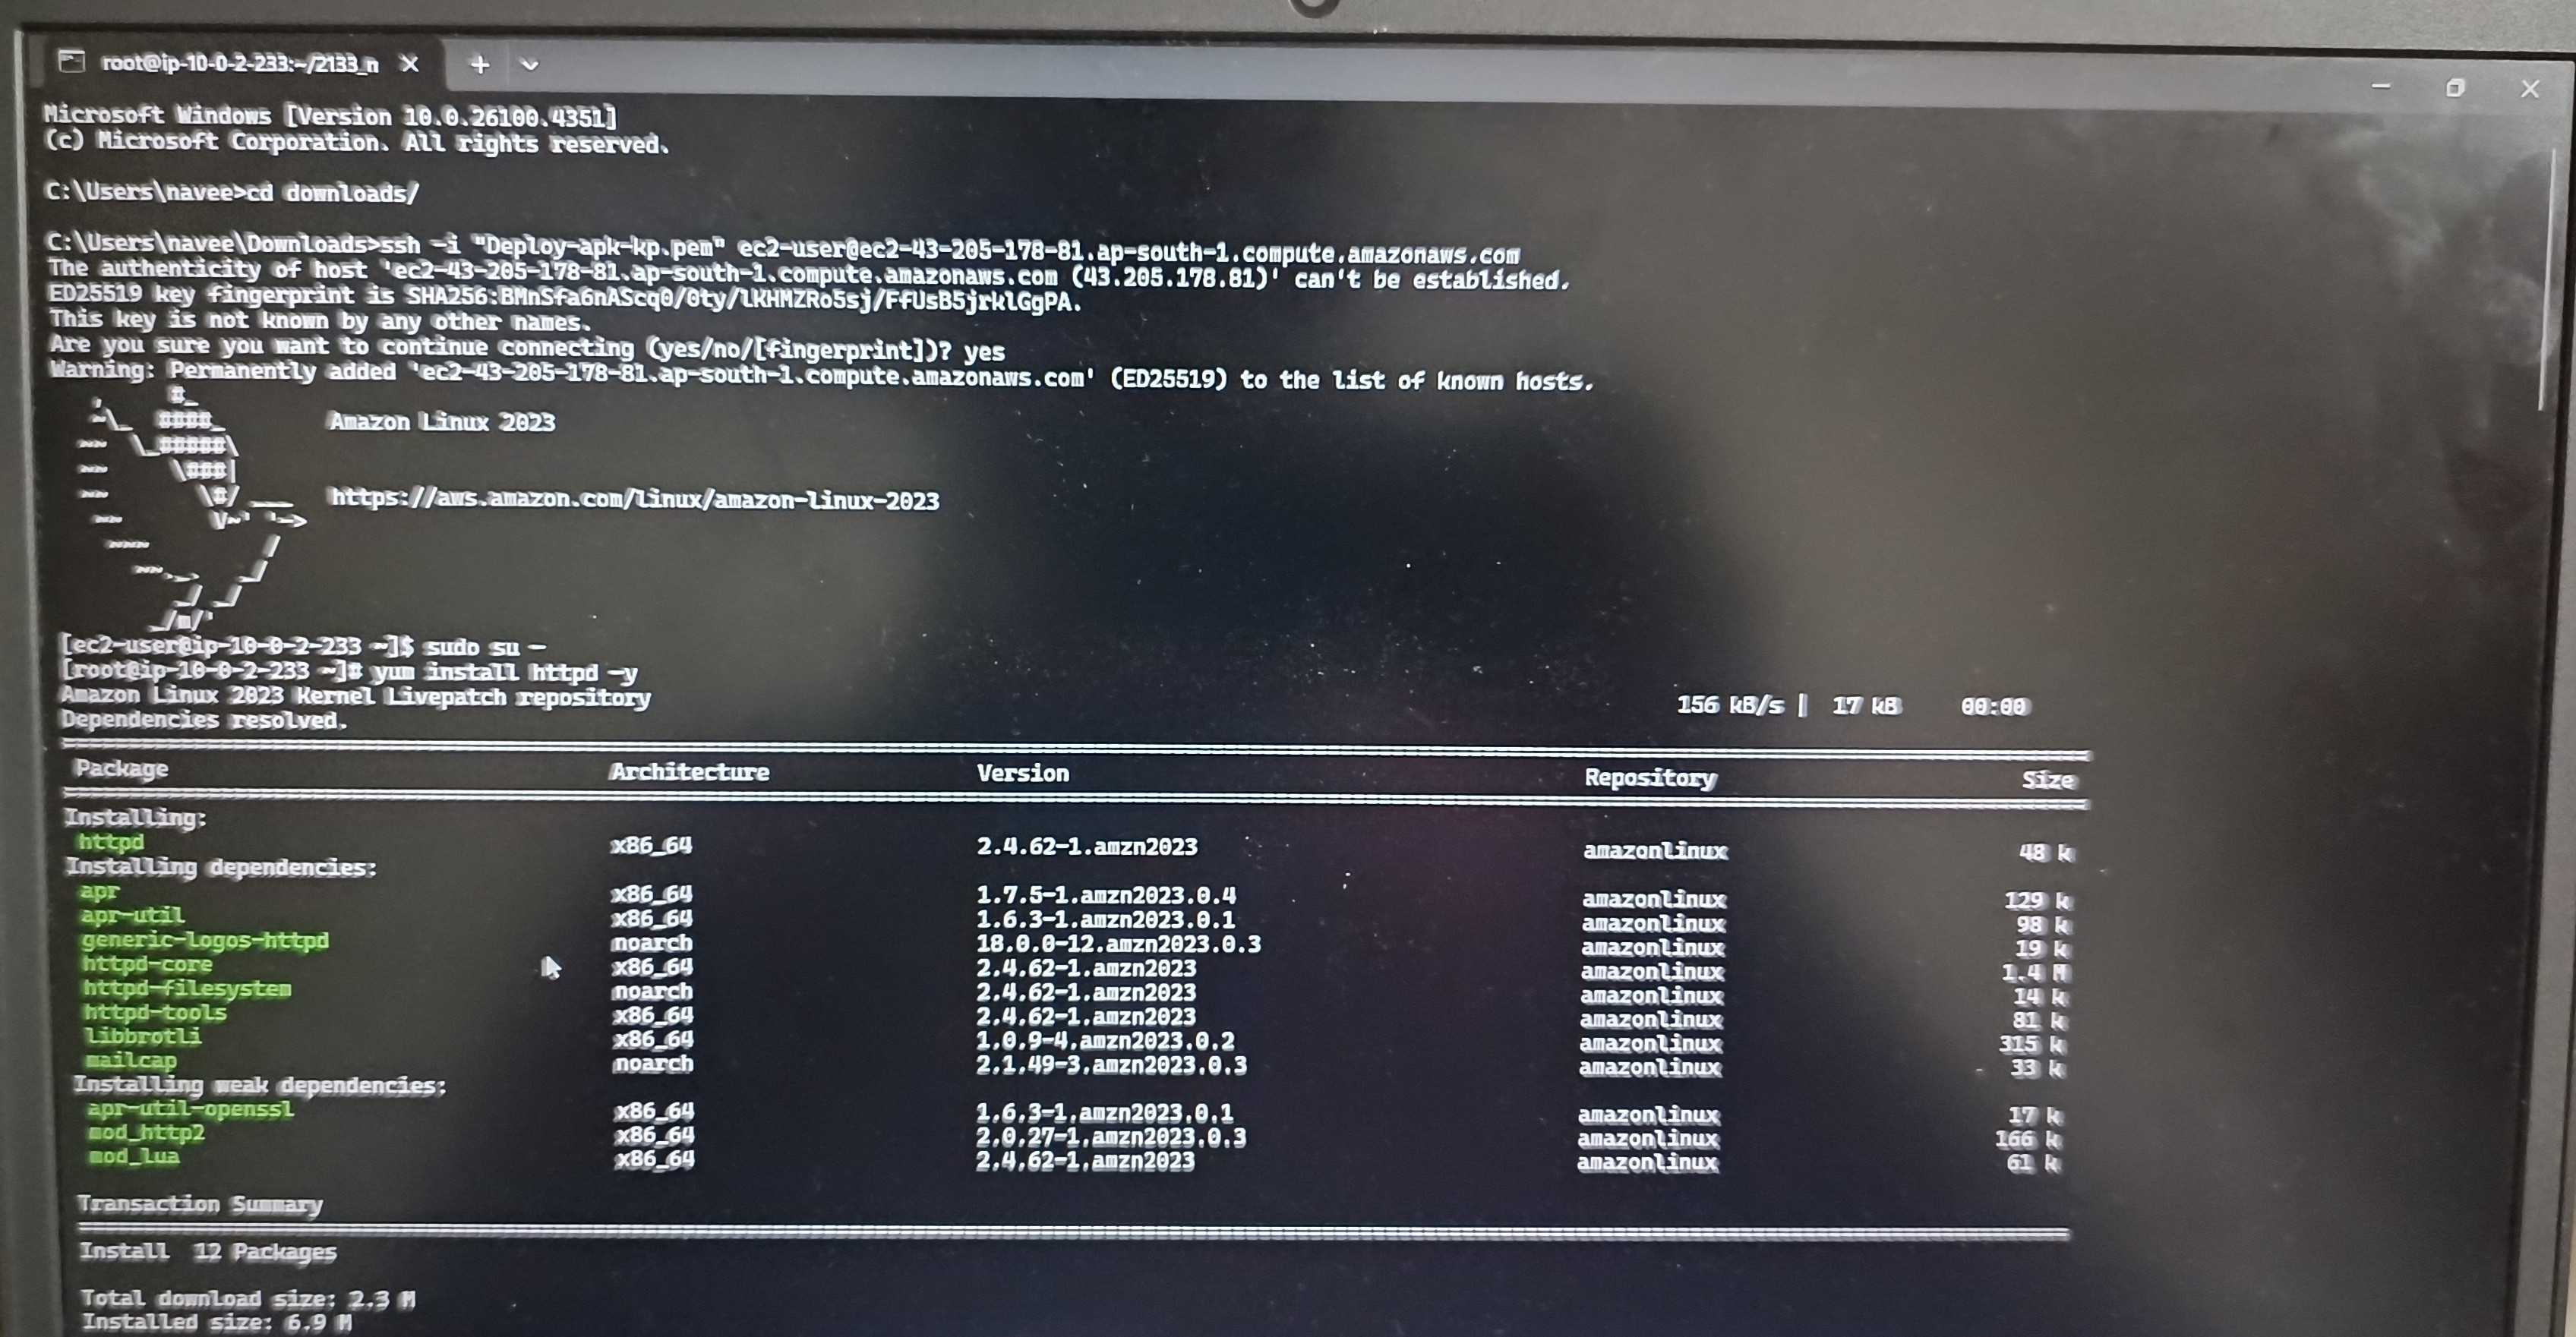 root@ip-10-0-2-233:~/2133_n
Microsoft Windows [Version 10.0.26100.4351]
(c) Microsoft Corporation. All rights reserved.
C:\Users\navee>cd downloads/
C:\Users\navee\Downloads>ssh -i "Deploy-apk-kp.pem" ec2-user@ec2-43-205-178-81.ap-south-1.compute.amazonaws.com
The authenticity of host 'ec2-43-205-178-81.ap-south-1.compute.amazonaws.com (43.205.178.81)' can't be established.
ED25519 key fingerprint is SHA256:BMnSfa6nAScq0/0ty/lKHMZRo5sj/FfUsB5jrklGgPA.
This key is not known by any other names.
Are you sure you want to continue connecting (yes/no/[fingerprint])? yes
Warning: Permanently added 'ec2-43-205-178-81.ap-south-1.compute.amazonaws.com' (ED25519) to the list of known hosts.
   ,     #_
   ~\_  ####_        Amazon Linux 2023
  ~~  \_#####\
  ~~     \###|
  ~~       \#/ ___   https://aws.amazon.com/linux/amazon-linux-2023
   ~~       V~' '->
    ~~~         /
      ~~._.   _/
         _/ _/
       _/m/'
[ec2-user@ip-10-0-2-233 ~]$ sudo su -
[root@ip-10-0-2-233 ~]# yum install httpd -y
Amazon Linux 2023 Kernel Livepatch repository 156 kB/s | 17 kB 00:00
Dependencies resolved.
Package Architecture Version Repository Size
Installing:
httpd x86_64 2.4.62-1.amzn2023 amazonlinux 48 k
Installing dependencies:
apr x86_64 1.7.5-1.amzn2023.0.4 amazonlinux 129 k
apr-util x86_64 1.6.3-1.amzn2023.0.1 amazonlinux 98 k
generic-logos-httpd noarch 18.0.0-12.amzn2023.0.3 amazonlinux 19 k
httpd-core x86_64 2.4.62-1.amzn2023 amazonlinux 1.4 M
httpd-filesystem noarch 2.4.62-1.amzn2023 amazonlinux 14 k
httpd-tools x86_64 2.4.62-1.amzn2023 amazonlinux 81 k
libbrotli x86_64 1.0.9-4.amzn2023.0.2 amazonlinux 315 k
mailcap noarch 2.1.49-3.amzn2023.0.3 amazonlinux 33 k
Installing weak dependencies:
apr-util-openssl x86_64 1.6.3-1.amzn2023.0.1 amazonlinux 17 k
mod_http2 x86_64 2.0.27-1.amzn2023.0.3 amazonlinux 166 k
mod_lua x86_64 2.4.62-1.amzn2023 amazonlinux 61 k
Transaction Summary
Install 12 Packages
Total download size: 2.3 M
Installed size: 6.9 M